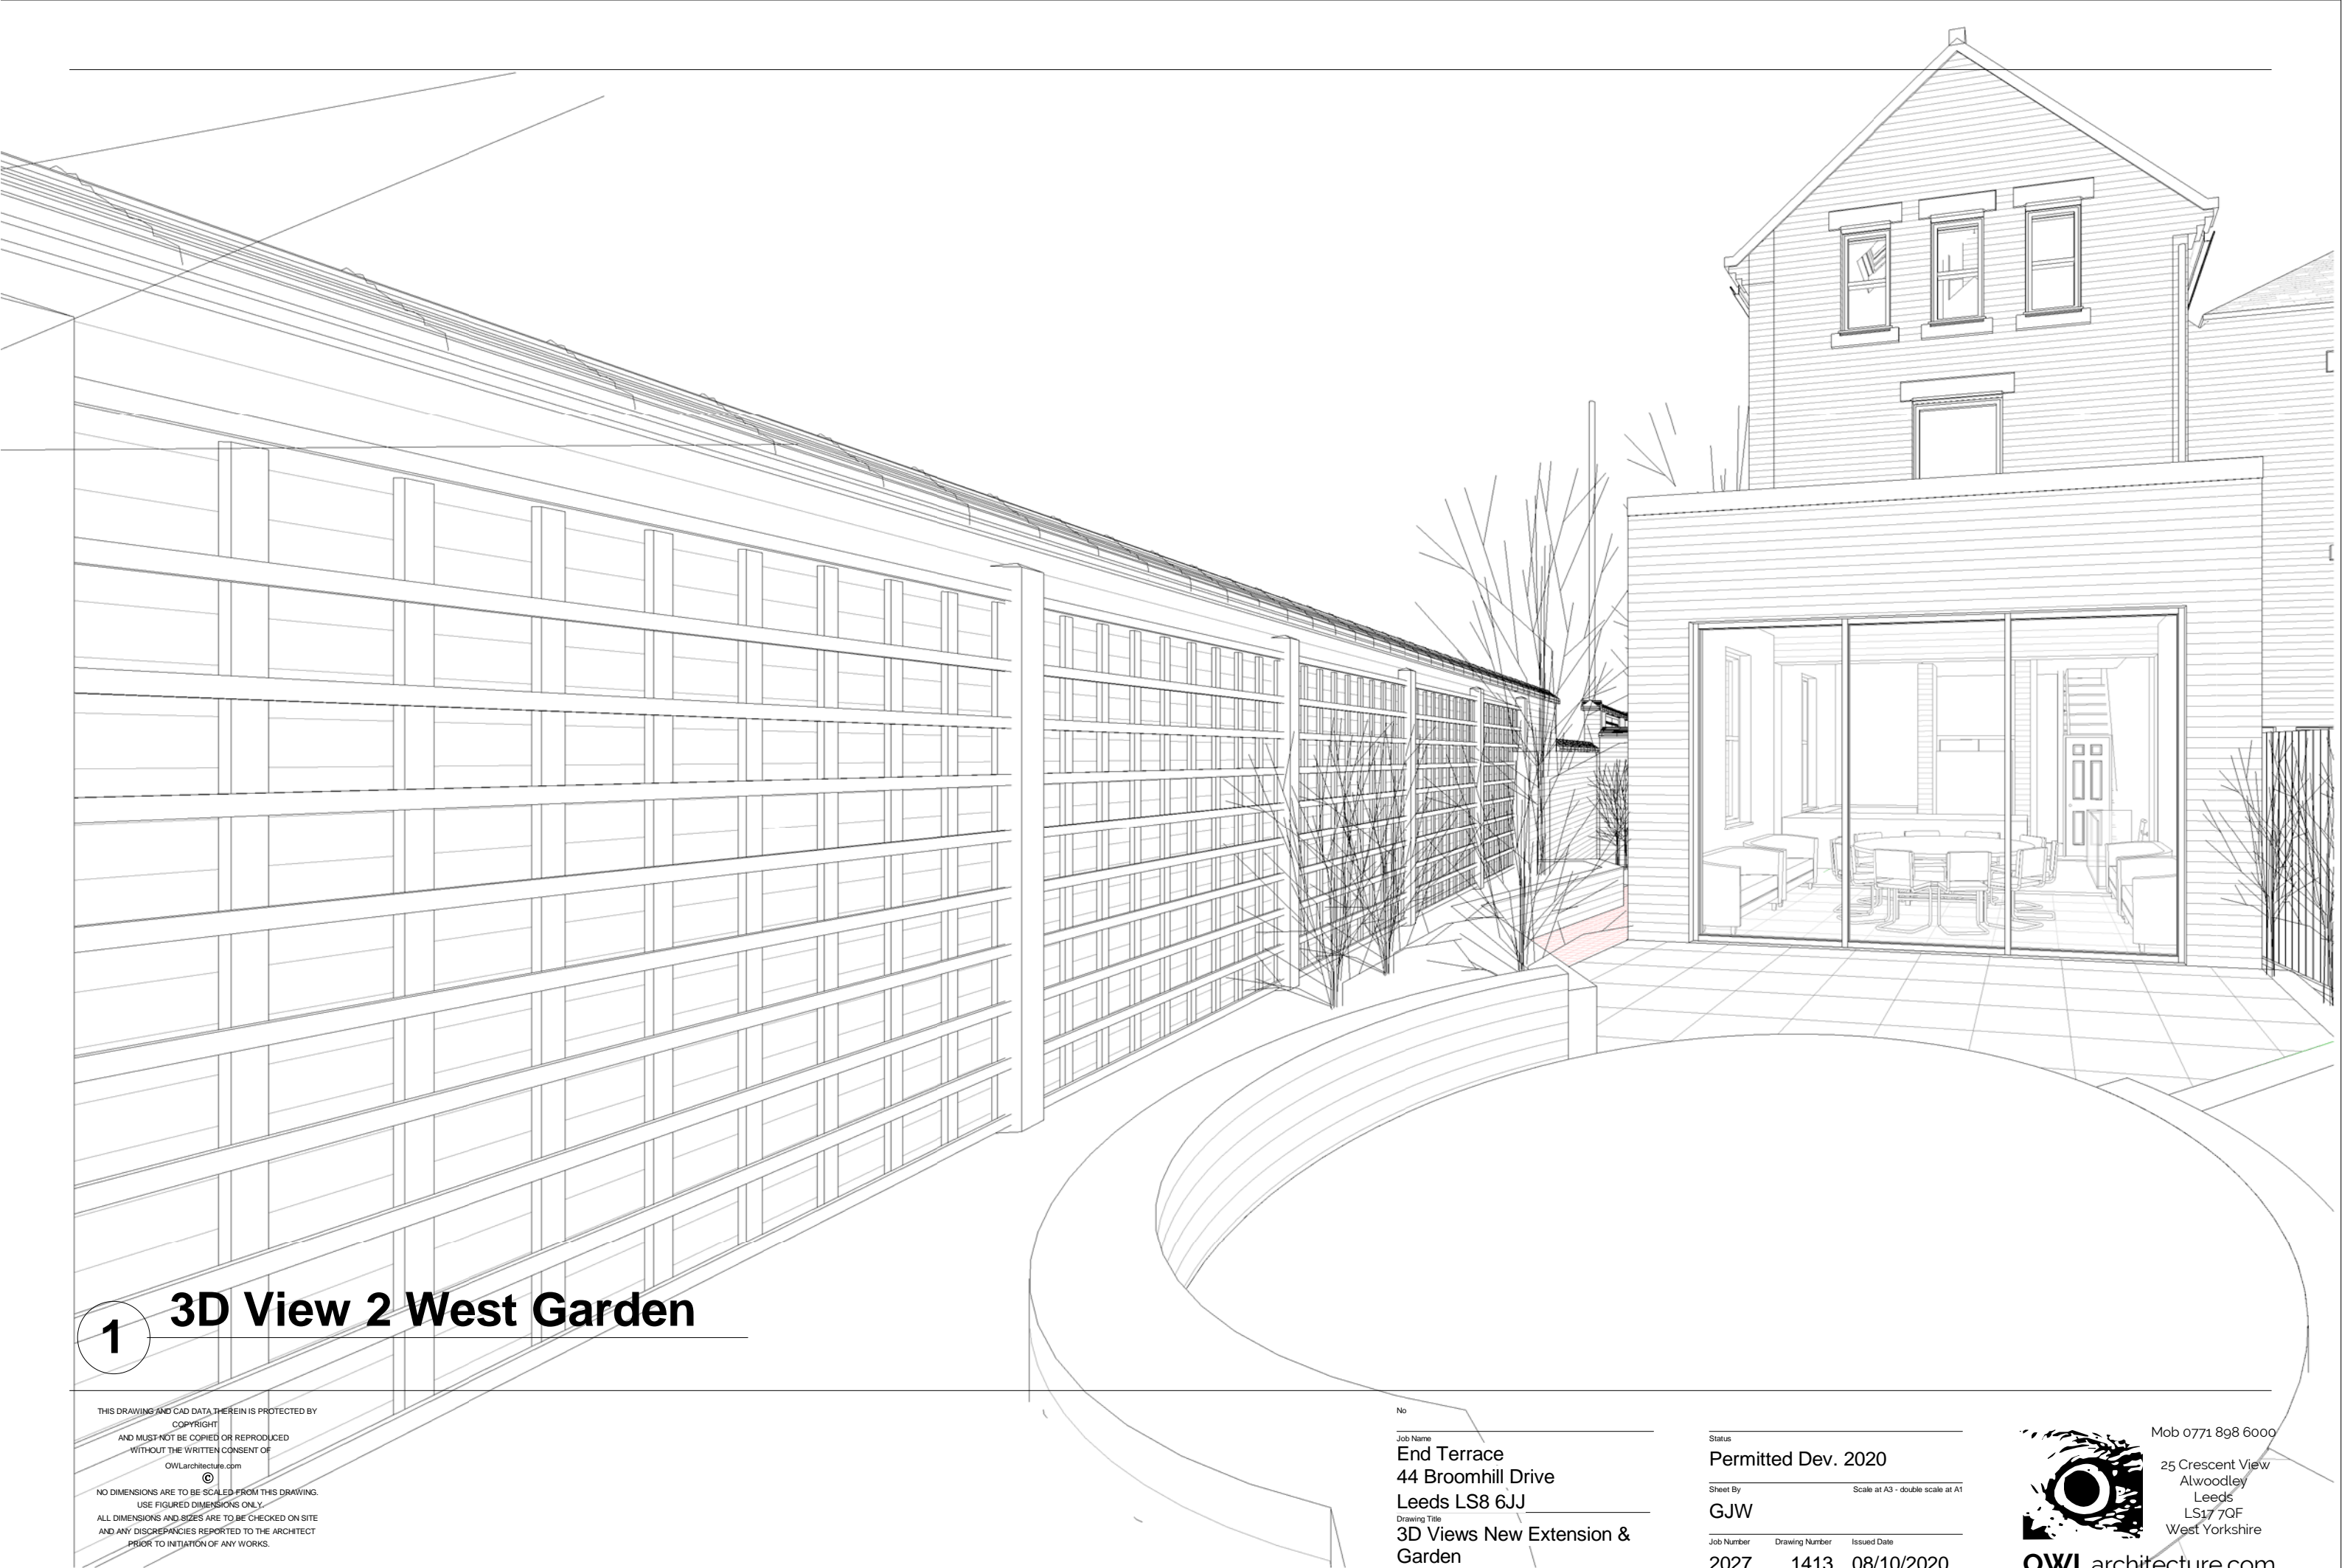 1
3D View 2 West Garden
THIS DRAWING AND CAD DATA THEREIN IS PROTECTED BY
COPYRIGHT
AND MUST NOT BE COPIED OR REPRODUCED
WITHOUT THE WRITTEN CONSENT OF
OWLarchitecture.com
©
NO DIMENSIONS ARE TO BE SCALED FROM THIS DRAWING.
USE FIGURED DIMENSIONS ONLY.
ALL DIMENSIONS AND SIZES ARE TO BE CHECKED ON SITE
AND ANY DISCREPANCIES REPORTED TO THE ARCHITECT
PRIOR TO INITIATION OF ANY WORKS.
No
Job Name
End Terrace
44 Broomhill Drive
Leeds LS8 6JJ
Drawing Title
3D Views New Extension &
Garden
Status
Permitted Dev. 2020
Sheet By
Scale at A3 - double scale at A1
GJW
Job Number Drawing Number Issued Date
2027 1413 08/10/2020
Mob 0771 898 6000
25 Crescent View
Alwoodley
Leeds
LS17 7QF
West Yorkshire
OWLarchitecture.com